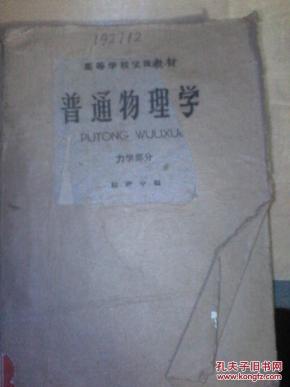 192112
高等学校交流教材
普通物理学
PUTONG WULIXUE
力学部分
孔夫子旧书网